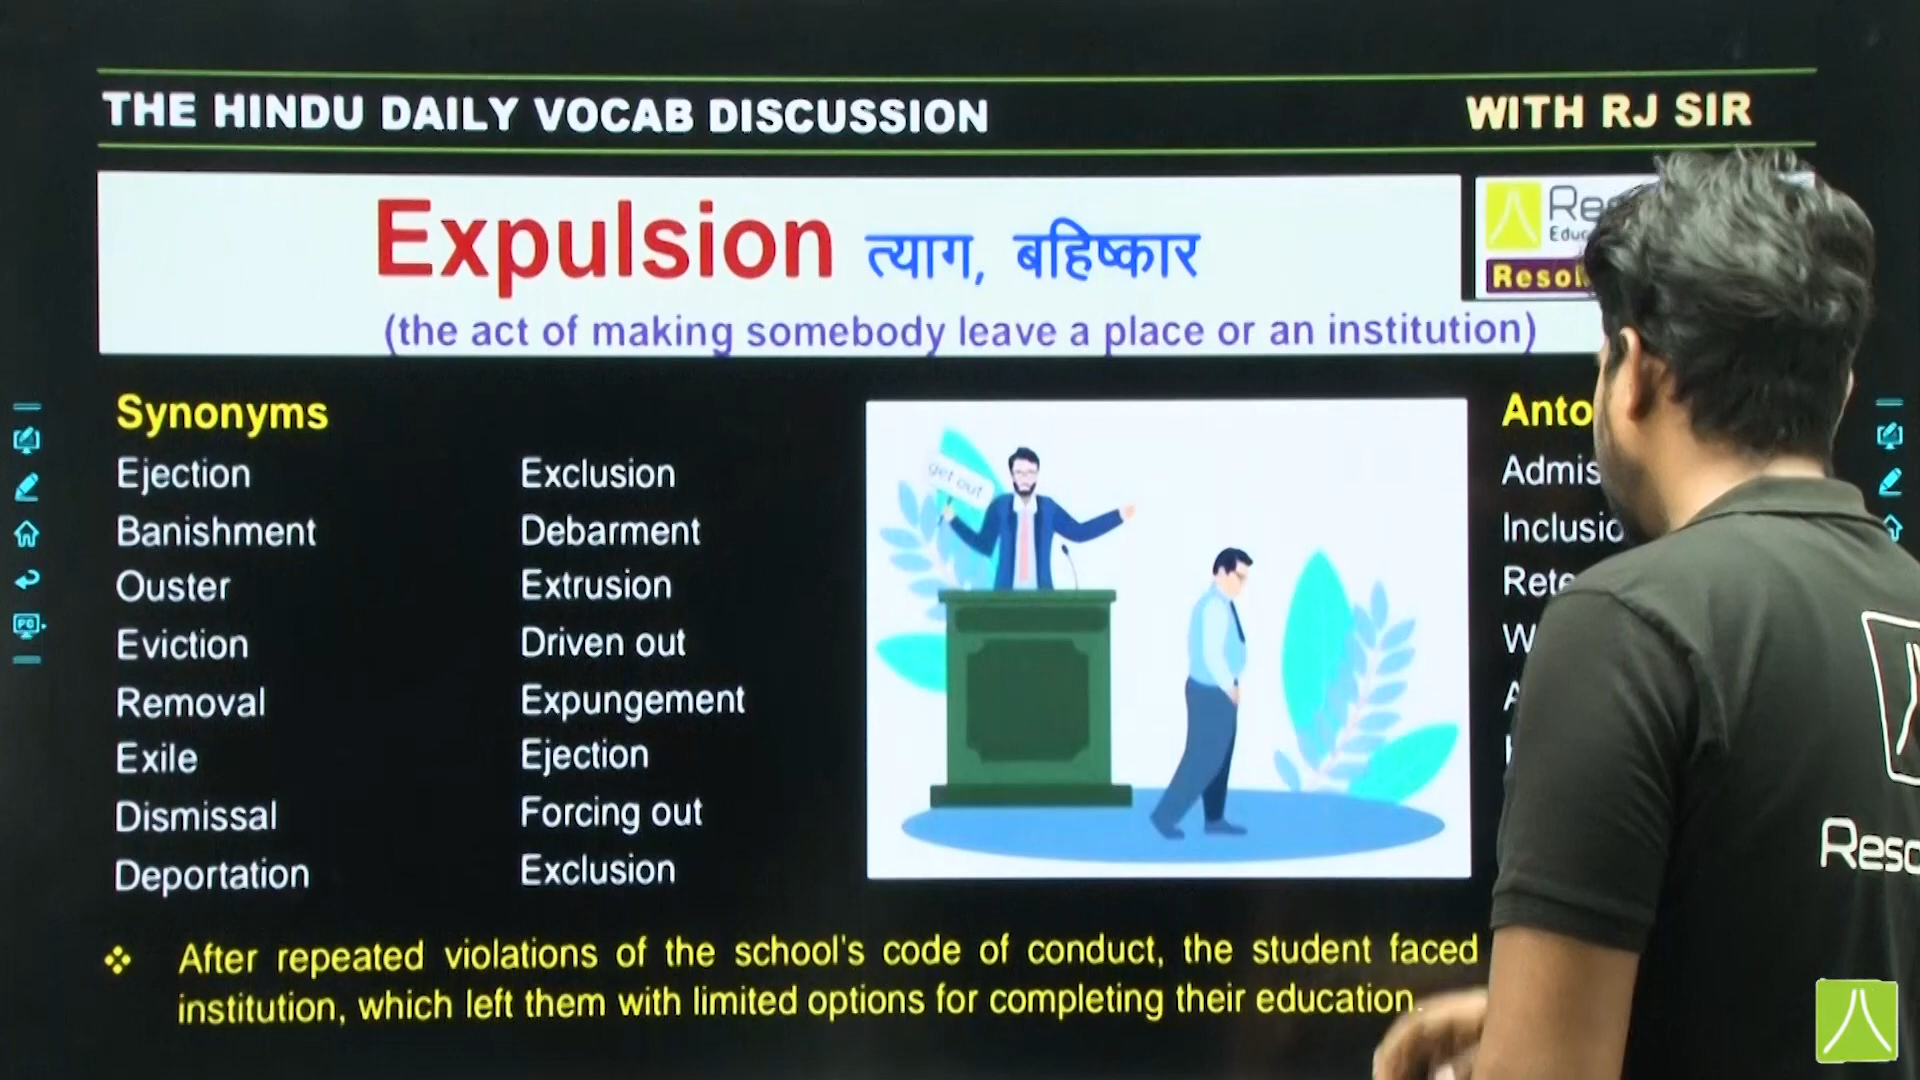 THE HINDU DAILY VOCAB DISCUSSION
WITH RJ SIR
Expulsion त्याग, बहिष्कार
(the act of making somebody leave a place or an institution)
Synonyms
Ejection
Banishment
Ouster
Eviction
Removal
Exile
Dismissal
Deportation
Exclusion
Debarment
Extrusion
Driven out
Expungement
Ejection
Forcing out
Exclusion
get out
❖ After repeated violations of the school's code of conduct, the student faced
institution, which left them with limited options for completing their education.
PC